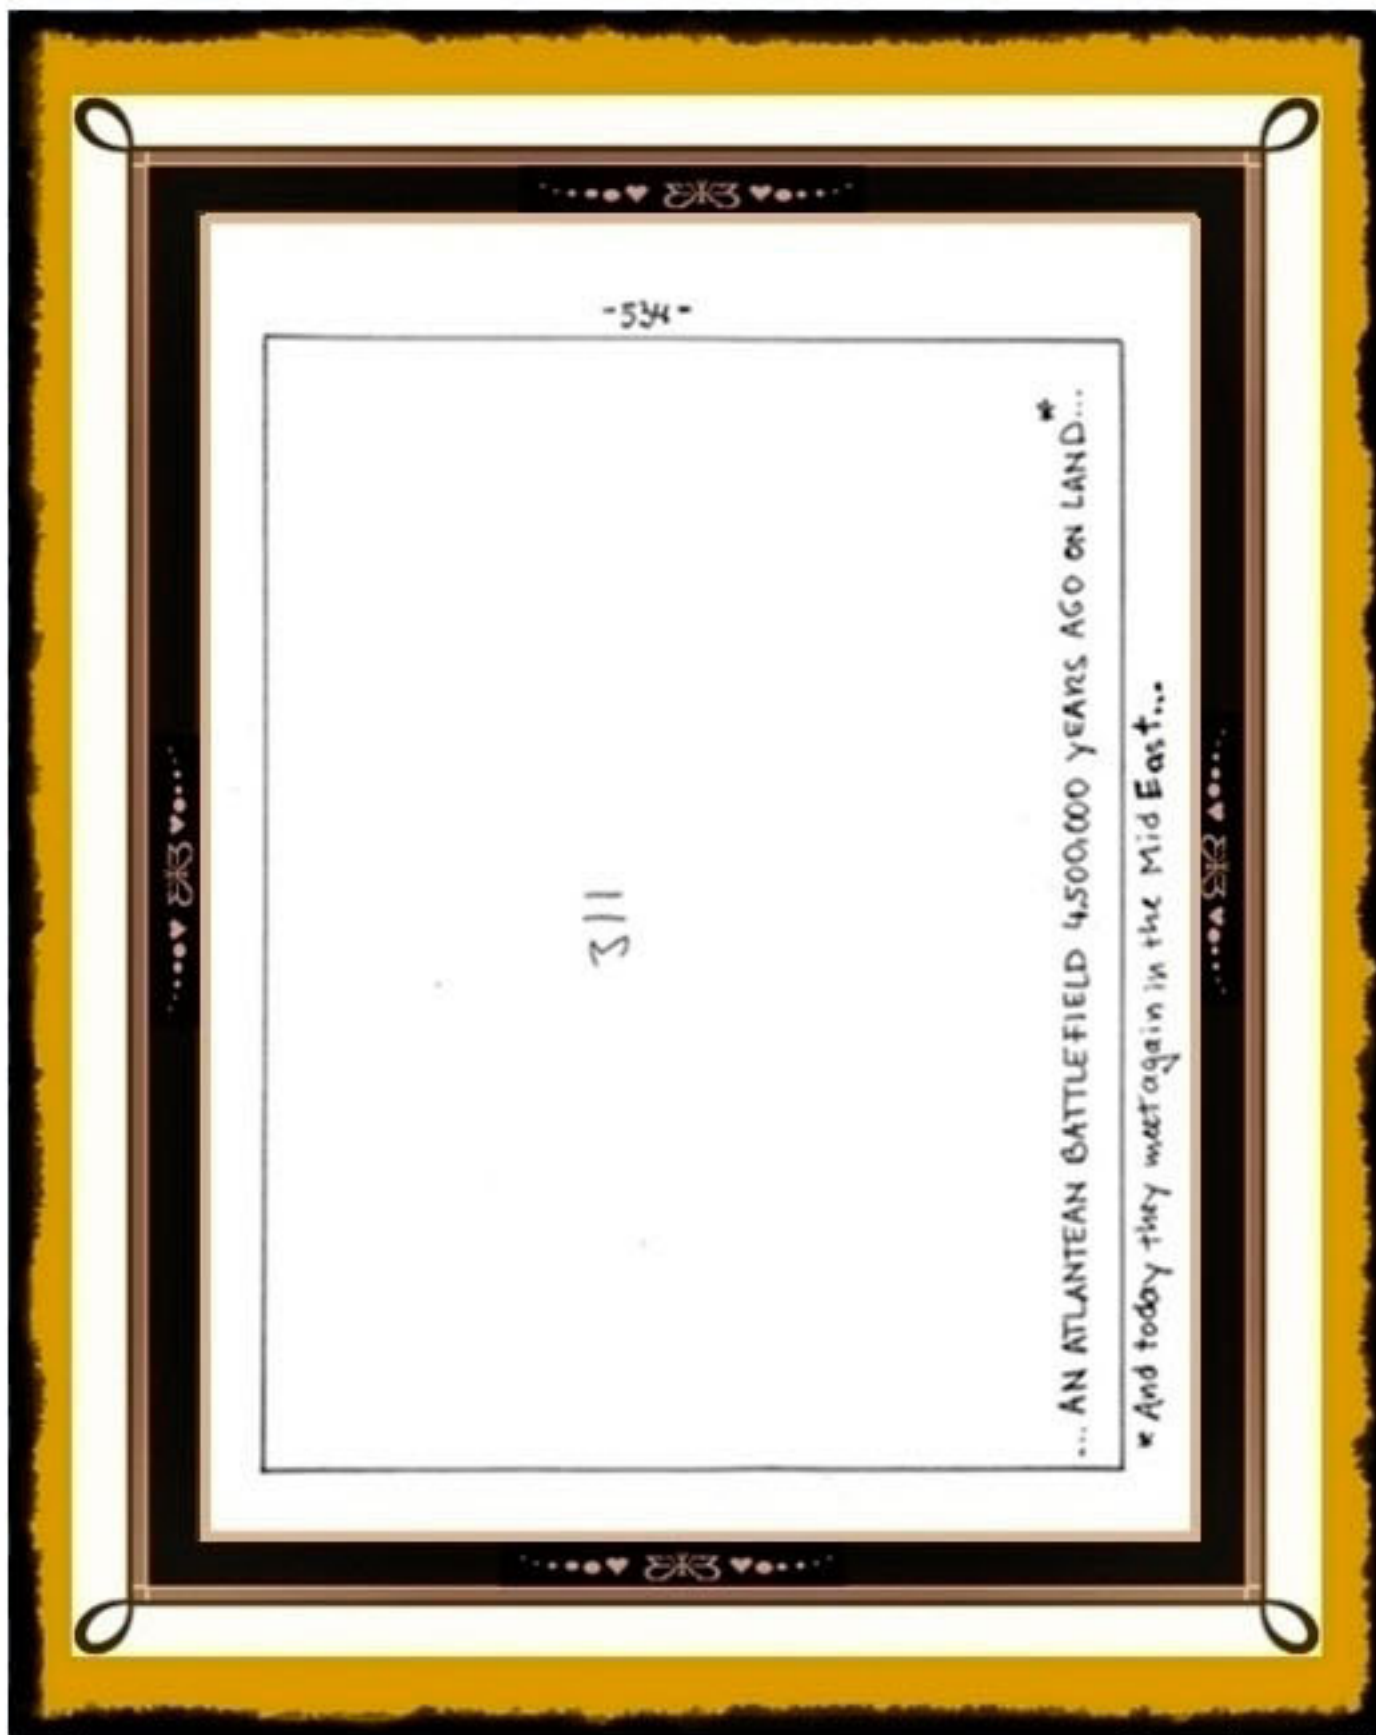 -534-
311
... AN ATLANTEAN BATTLEFIELD 4.500,000 YEARS AGO ON LAND...*
* And today they meet again in the Mid East...